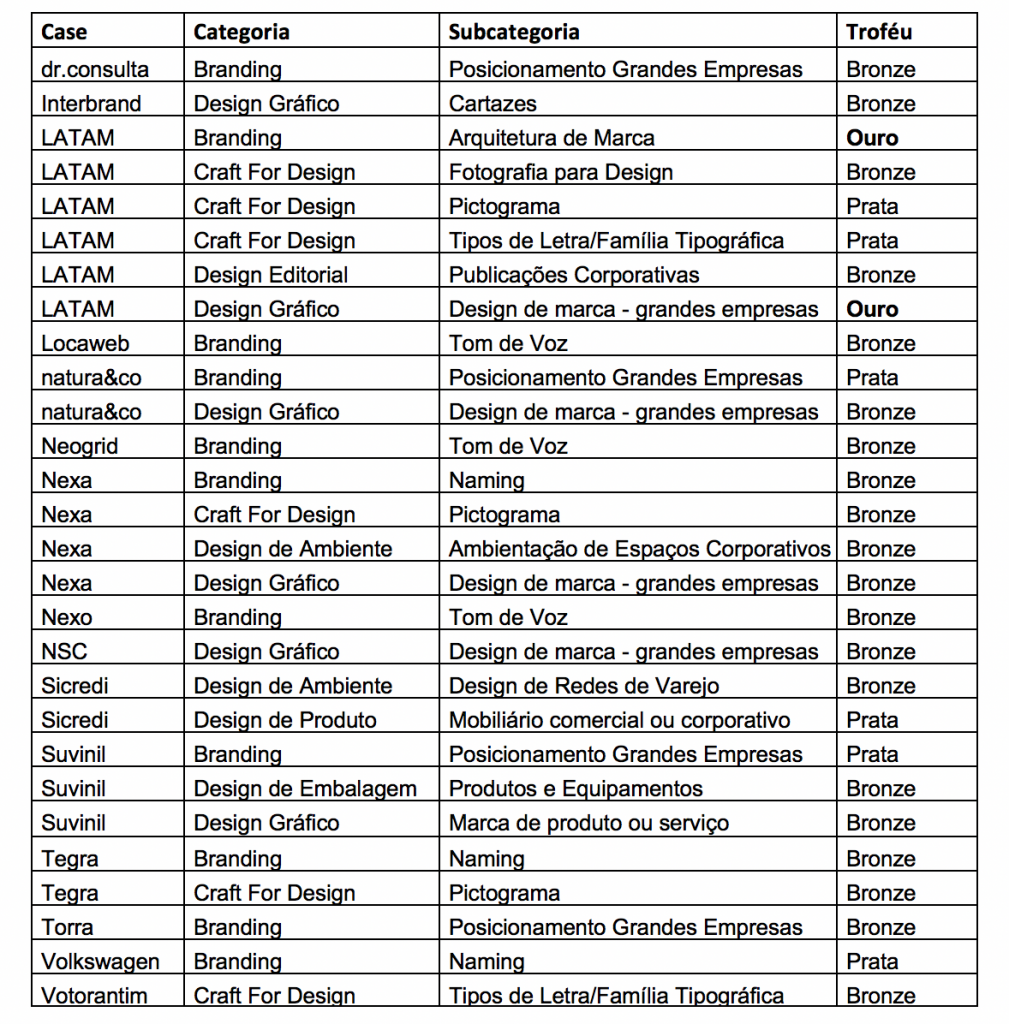 Case Categoria Subcategoria Troféu
dr.consulta Branding Posicionamento Grandes Empresas Bronze
Interbrand Design Gráfico Cartazes Bronze
LATAM Branding Arquitetura de Marca Ouro
LATAM Craft For Design Fotografia para Design Bronze
LATAM Craft For Design Pictograma Prata
LATAM Craft For Design Tipos de Letra/Família Tipográfica Prata
LATAM Design Editorial Publicações Corporativas Bronze
LATAM Design Gráfico Design de marca - grandes empresas Ouro
Locaweb Branding Tom de Voz Bronze
natura&co Branding Posicionamento Grandes Empresas Prata
natura&co Design Gráfico Design de marca - grandes empresas Bronze
Neogrid Branding Tom de Voz Bronze
Nexa Branding Naming Bronze
Nexa Craft For Design Pictograma Bronze
Nexa Design de Ambiente Ambientação de Espaços Corporativos Bronze
Nexa Design Gráfico Design de marca - grandes empresas Bronze
Nexo Branding Tom de Voz Bronze
NSC Design Gráfico Design de marca - grandes empresas Bronze
Sicredi Design de Ambiente Design de Redes de Varejo Bronze
Sicredi Design de Produto Mobiliário comercial ou corporativo Prata
Suvinil Branding Posicionamento Grandes Empresas Prata
Suvinil Design de Embalagem Produtos e Equipamentos Bronze
Suvinil Design Gráfico Marca de produto ou serviço Bronze
Tegra Branding Naming Bronze
Tegra Craft For Design Pictograma Bronze
Torra Branding Posicionamento Grandes Empresas Bronze
Volkswagen Branding Naming Prata
Votorantim Craft For Design Tipos de Letra/Família Tipográfica Bronze